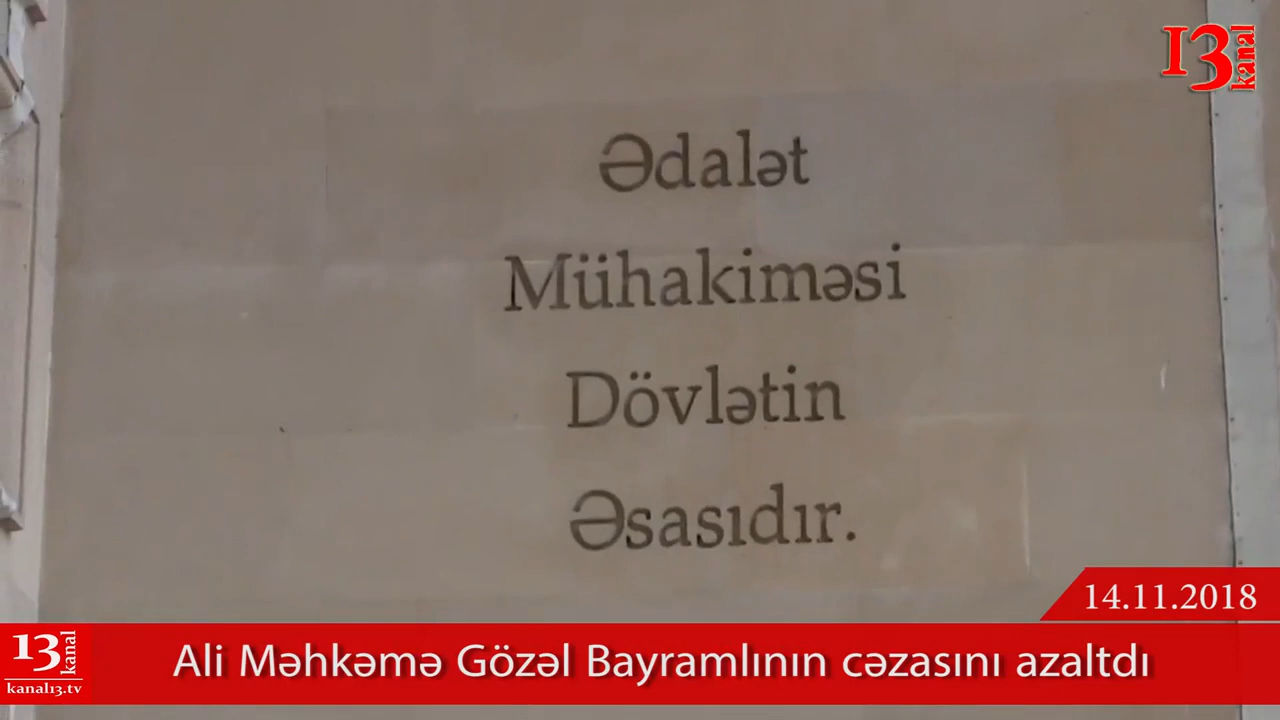 13 kanal
Ədalət
Mühakiməsi
Dövlətin
Əsasıdır.
14.11.2018
13 kanal
kanal13.tv
Ali Məhkəmə Gözəl Bayramlının cəzasını azaltdı